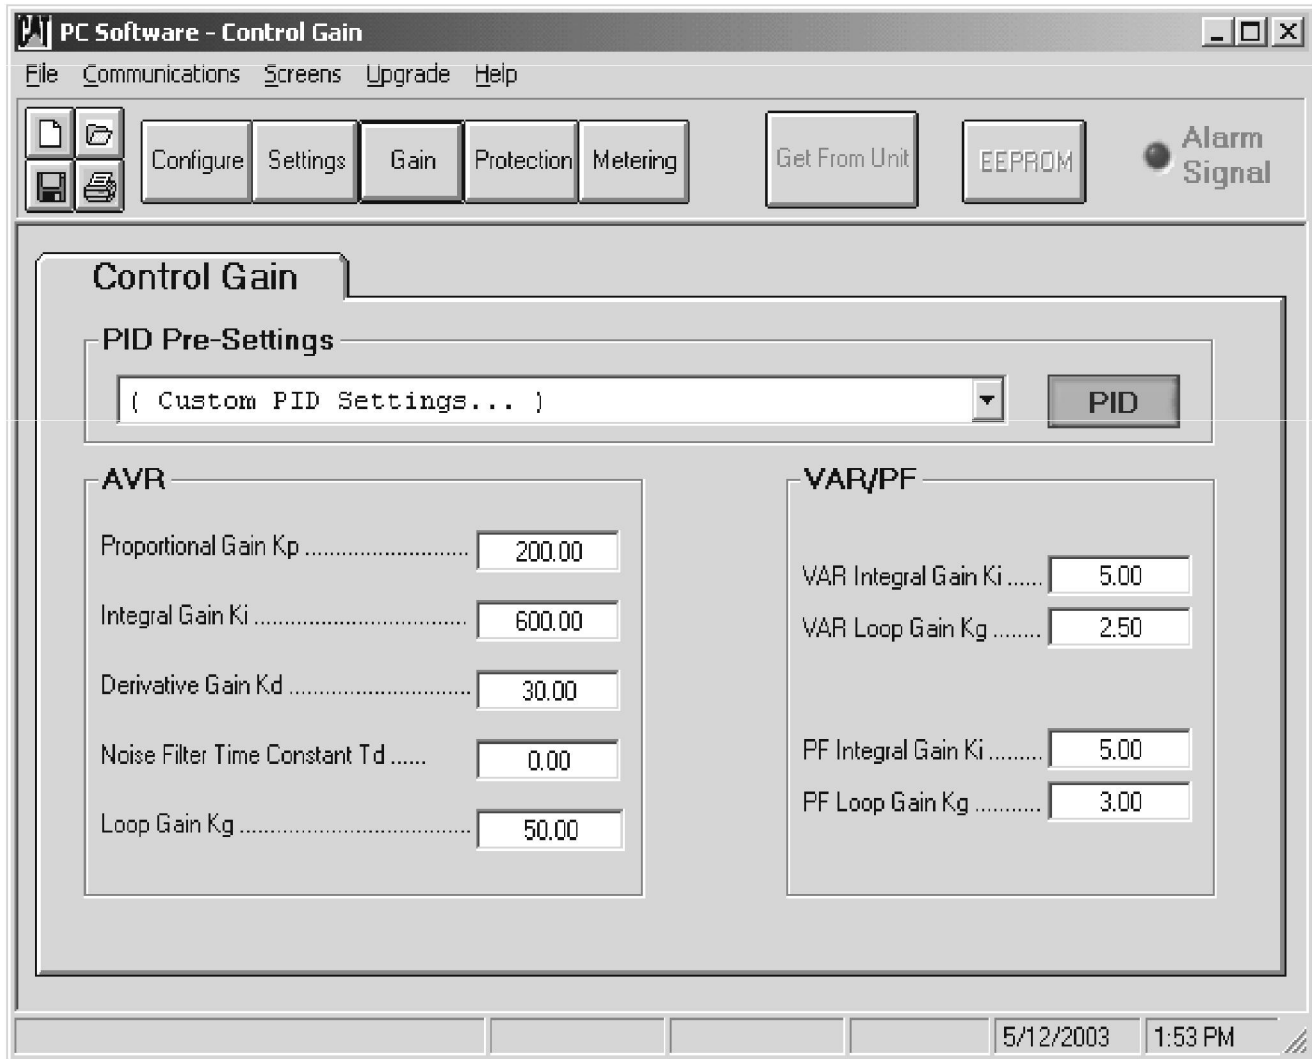 CAT PC Software - Control Gain
File Communications Screens Upgrade Help
Configure Settings Gain Protection Metering Get From Unit EEPROM Alarm Signal
Control Gain
PID Pre-Settings
( Custom PID Settings... ) PID
AVR
Proportional Gain Kp ........................... 200.00
Integral Gain Ki ................................... 600.00
Derivative Gain Kd .............................. 30.00
Noise Filter Time Constant Td ...... 0.00
Loop Gain Kg ...................................... 50.00
VAR/PF
VAR Integral Gain Ki ...... 5.00
VAR Loop Gain Kg ........ 2.50
PF Integral Gain Ki ......... 5.00
PF Loop Gain Kg ........... 3.00
5/12/2003 1:53 PM